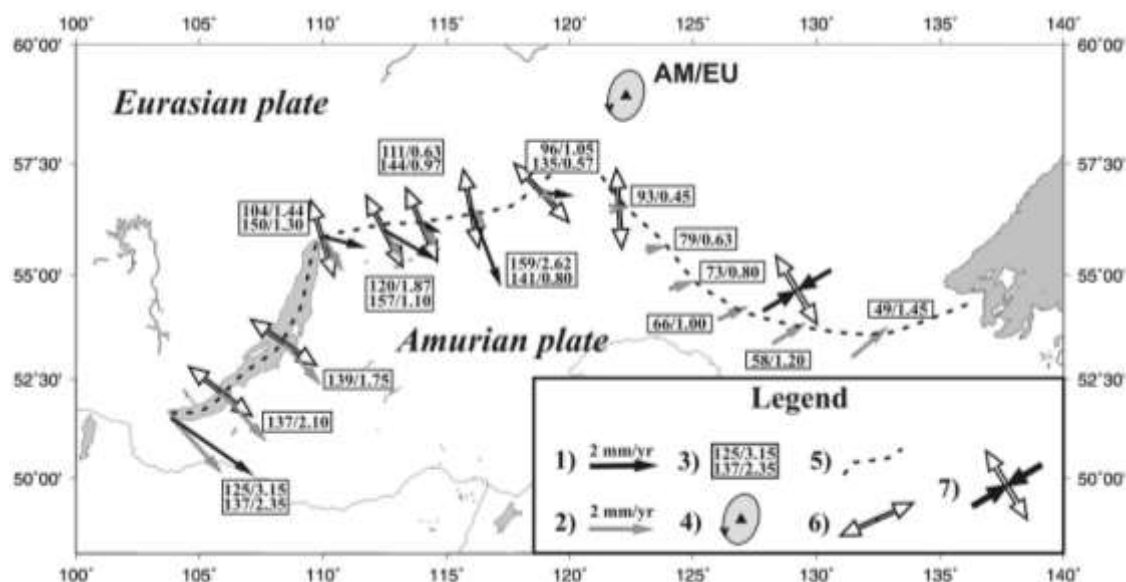 100° 105° 110° 115° 120° 125° 130° 135° 140°
60°00' 60°00'
AM/EU
Eurasian plate
111/0.63
144/0.97
96/1.05
135/0.57
57°30' 57°30'
93/0.45
104/1.44
150/1.30
79/0.63
55°00' 55°00'
159/2.62
141/0.80
73/0.80
120/1.87
157/1.10
49/1.45
66/1.00
Amurian plate
58/1.20
52°30' 52°30'
139/1.75
Legend
137/2.10
1) 2 mm/yr 3) 125/3.15
137/2.35 5) 7)
50°00' 50°00'
125/3.15
137/2.35
2) 2 mm/yr 4) 6)
100° 105° 110° 115° 120° 125° 130° 135° 140°